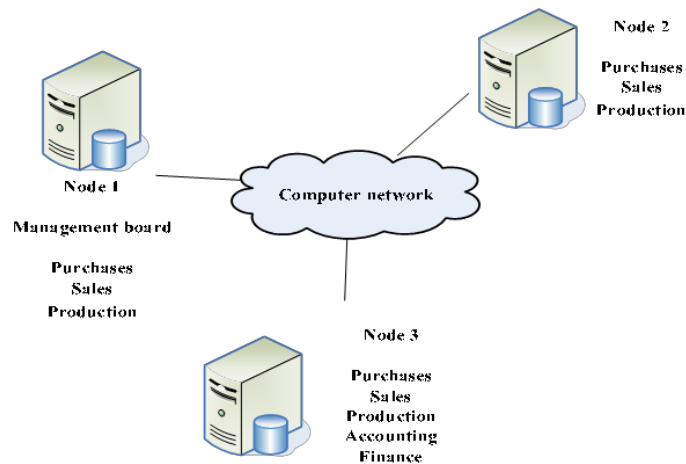 Node 2
Purchases
Sales
Production
Node 1
Management board
Purchases
Sales
Production
Computer network
Node 3
Purchases
Sales
Production
Accounting
Finance